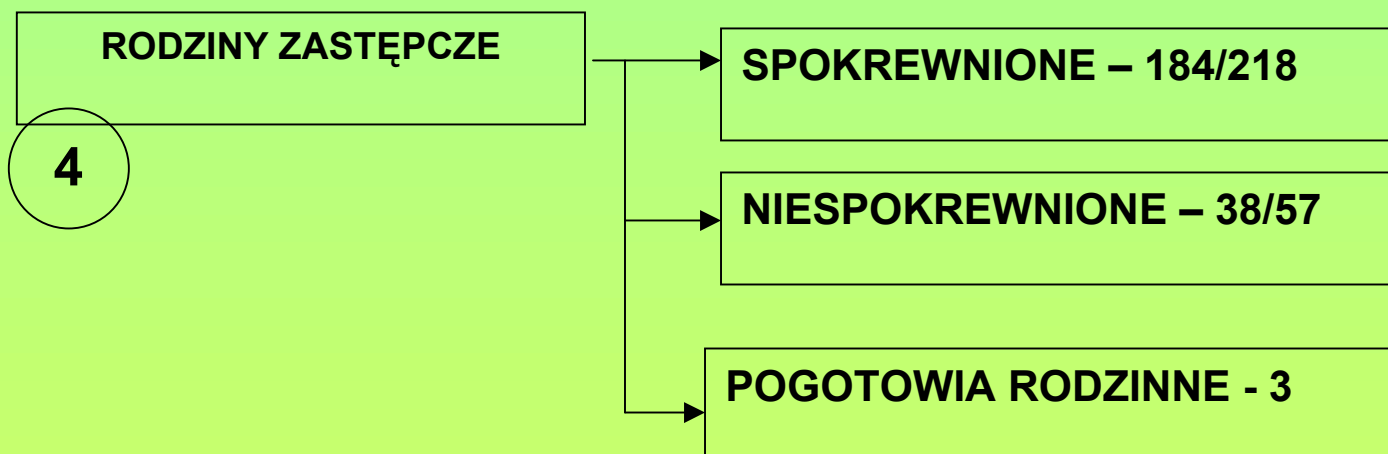 RODZINY ZASTĘPCZE
4
SPOKREWNIONE – 184/218
NIESPOKREWNIONE – 38/57
POGOTOWIA RODZINNE - 3